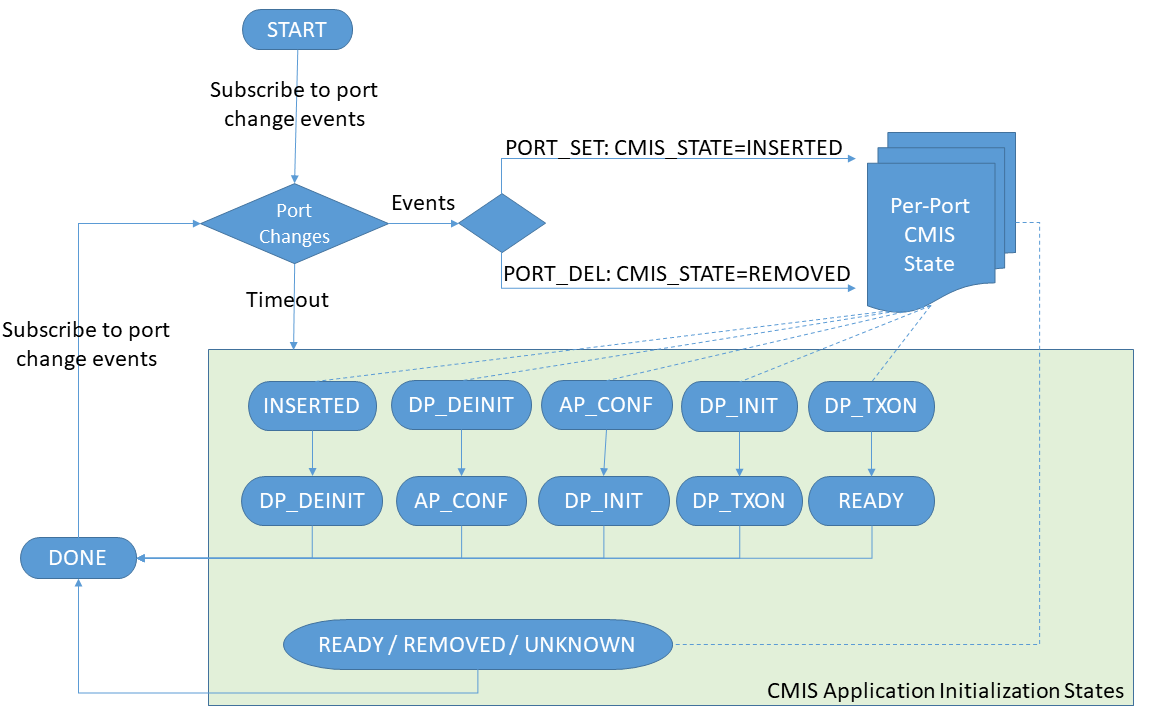 START
Subscribe to port
change events
PORT_SET: CMIS_STATE=INSERTED
Port
Changes
Events
Per-Port
CMIS
State
PORT_DEL: CMIS_STATE=REMOVED
Timeout
Subscribe to port
change events
INSERTED
DP_DEINIT
AP_CONF
DP_INIT
DP_TXON
DP_DEINIT
AP_CONF
DP_INIT
DP_TXON
READY
DONE
READY / REMOVED / UNKNOWN
CMIS Application Initialization States